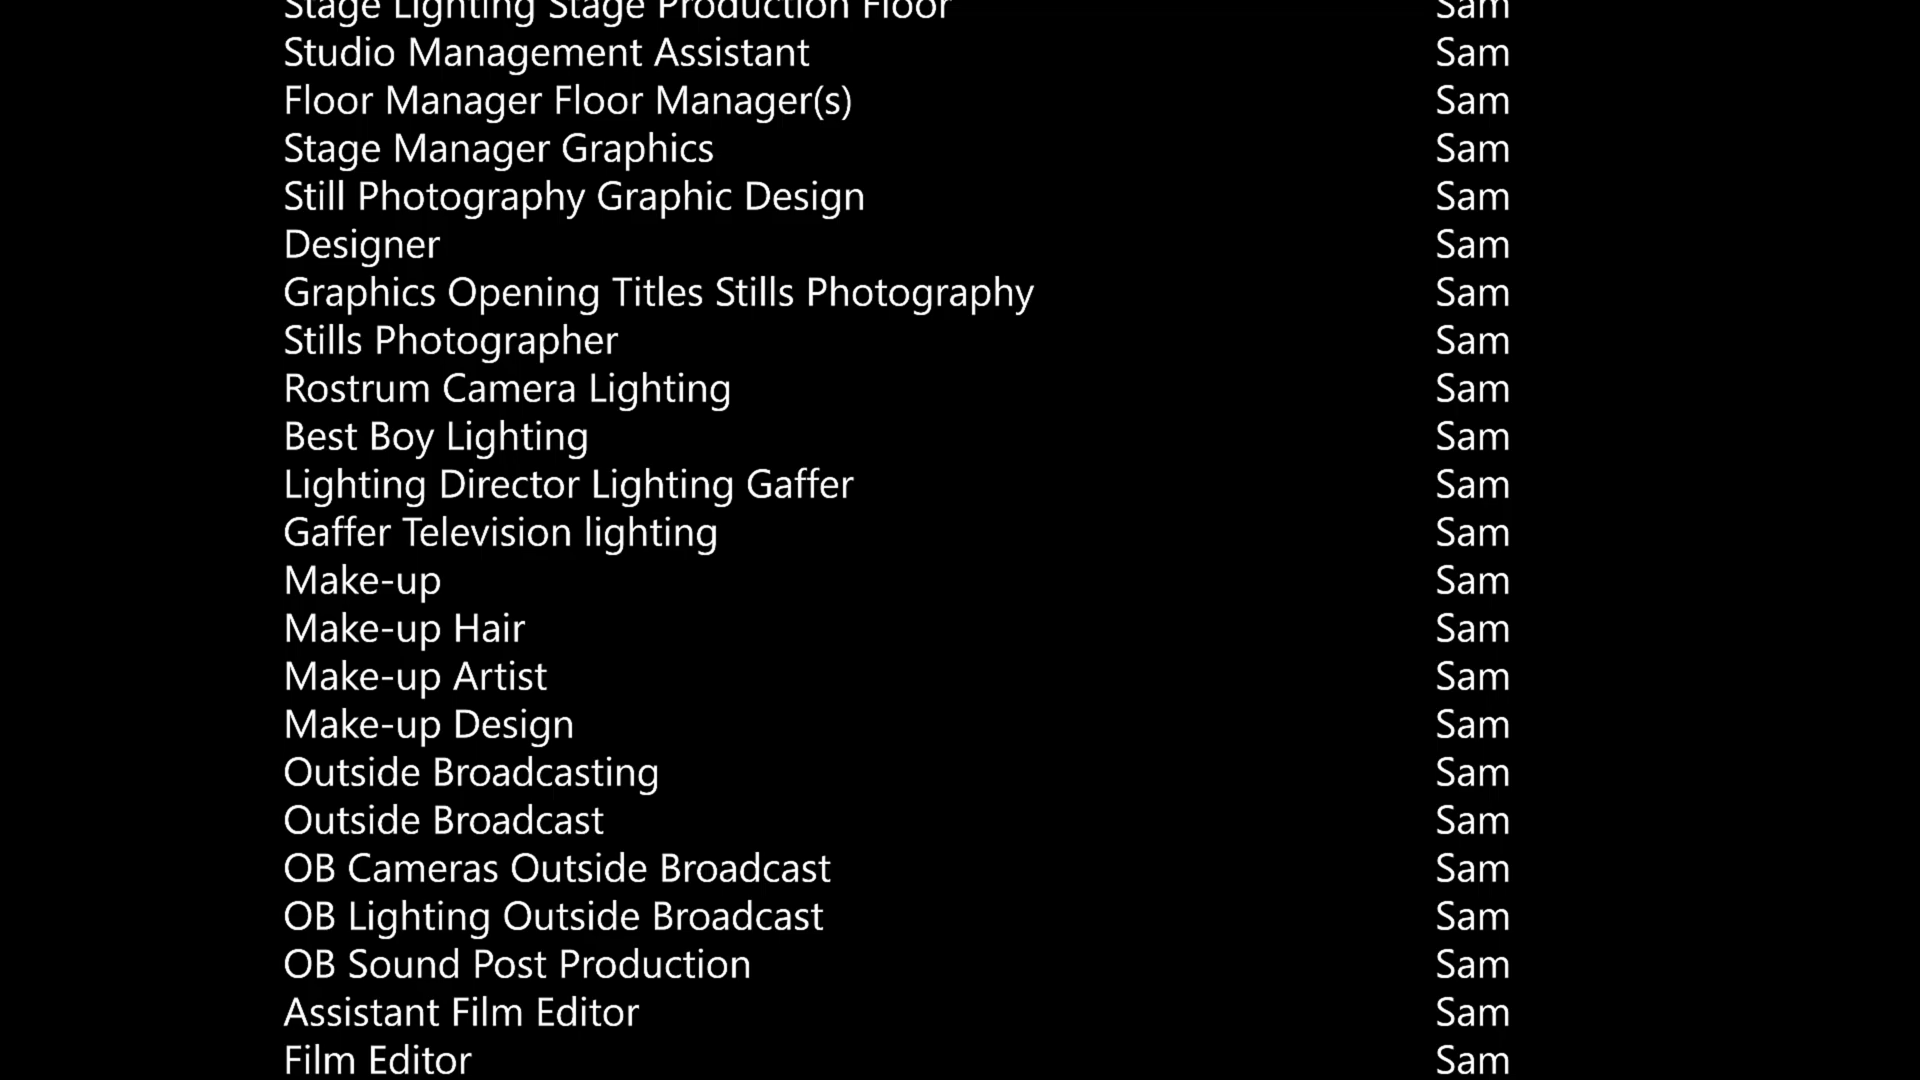 Stage Lighting Stage Production Floor Sam
Studio Management Assistant Sam
Floor Manager Floor Manager(s) Sam
Stage Manager Graphics Sam
Still Photography Graphic Design Sam
Designer Sam
Graphics Opening Titles Stills Photography Sam
Stills Photographer Sam
Rostrum Camera Lighting Sam
Best Boy Lighting Sam
Lighting Director Lighting Gaffer Sam
Gaffer Television lighting Sam
Make-up Sam
Make-up Hair Sam
Make-up Artist Sam
Make-up Design Sam
Outside Broadcasting Sam
Outside Broadcast Sam
OB Cameras Outside Broadcast Sam
OB Lighting Outside Broadcast Sam
OB Sound Post Production Sam
Assistant Film Editor Sam
Film Editor Sam